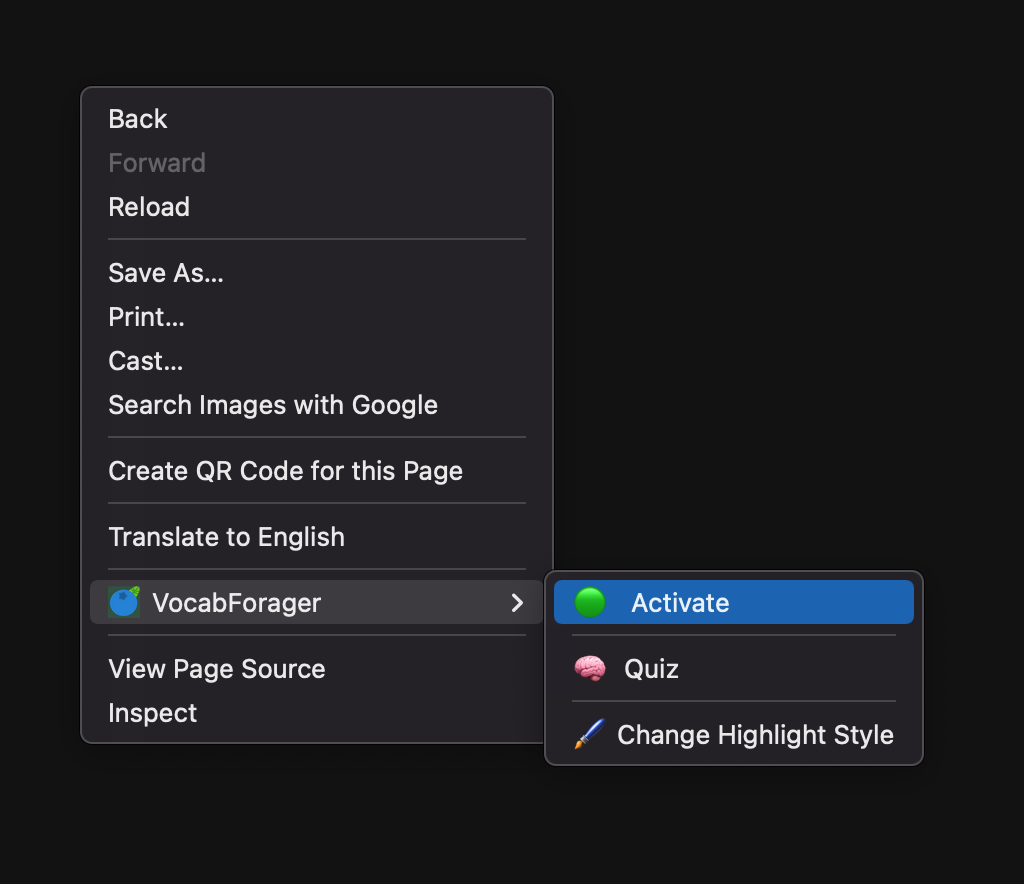 Back
Forward
Reload
Save As...
Print...
Cast...
Search Images with Google
Create QR Code for this Page
Translate to English
VocabForager
View Page Source
Inspect
Activate
Quiz
Change Highlight Style